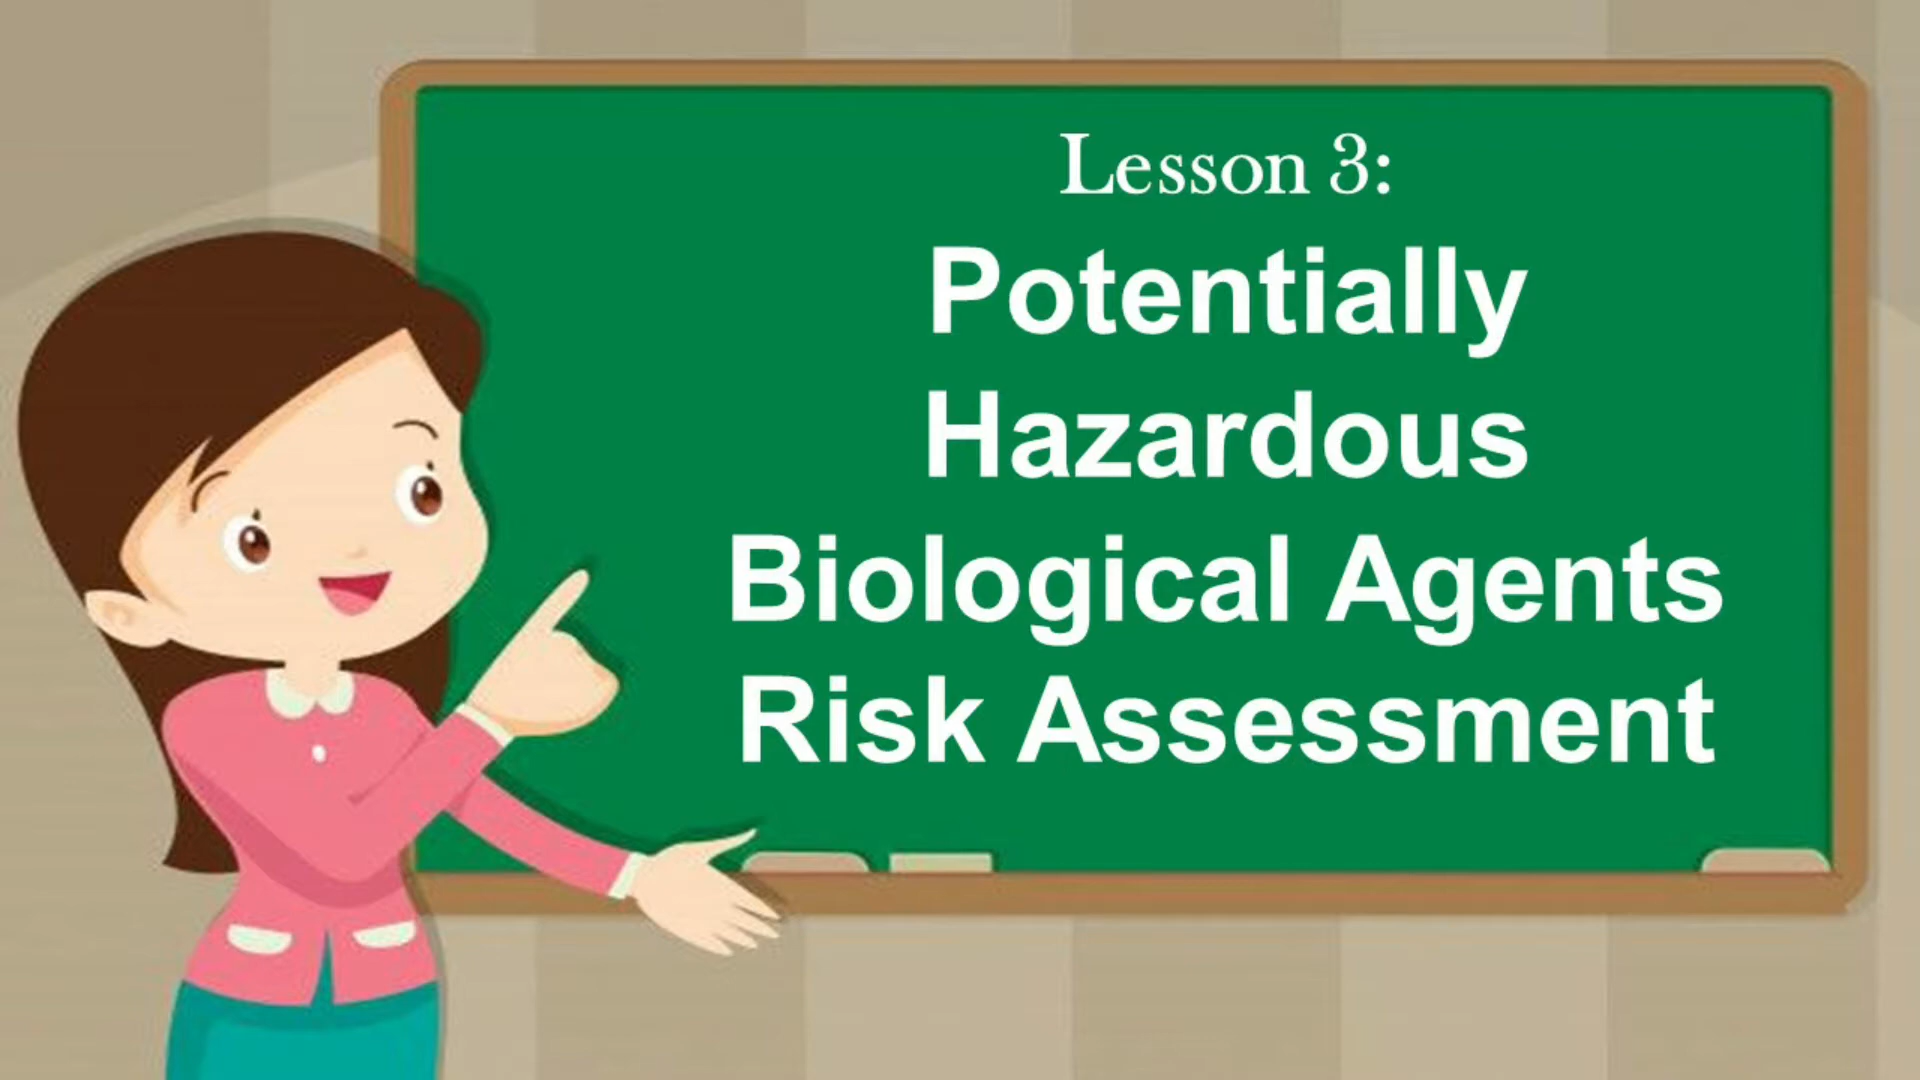 Lesson 3:
Potentially
Hazardous
Biological Agents
Risk Assessment